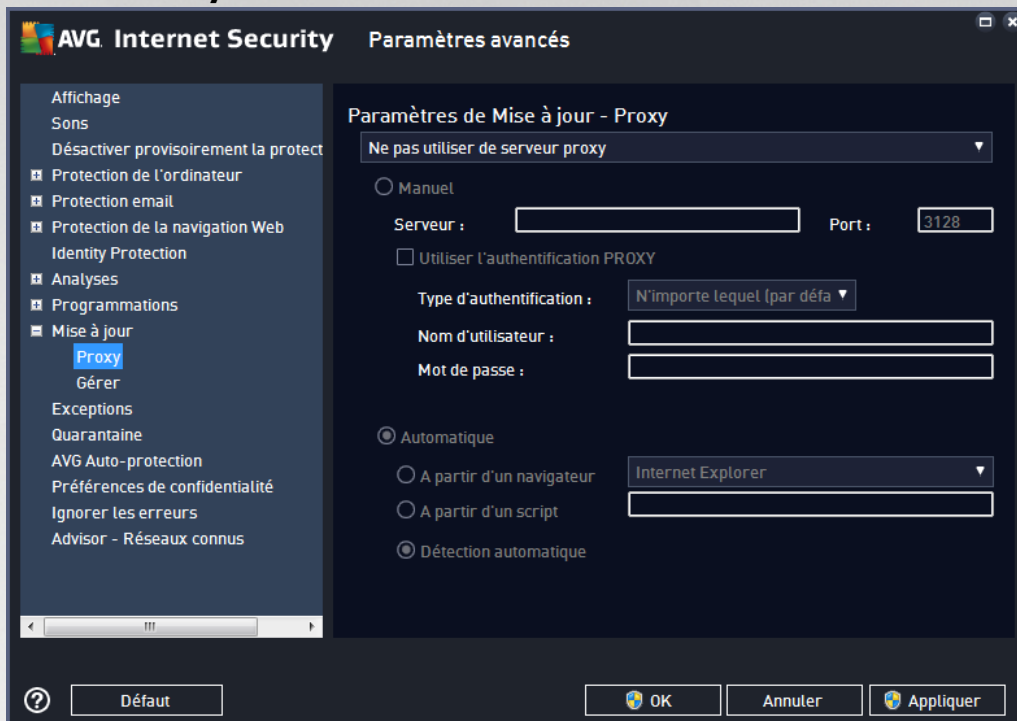 AVG Internet Security Paramètres avancés
Affichage
Sons
Désactiver provisoirement la protect
Protection de l'ordinateur
Protection email
Protection de la navigation Web
Identity Protection
Analyses
Programmations
Mise à jour
Proxy
Gérer
Exceptions
Quarantaine
AVG Auto-protection
Préférences de confidentialité
Ignorer les erreurs
Advisor - Réseaux connus
Paramètres de Mise à jour - Proxy
Ne pas utiliser de serveur proxy
Manuel
Serveur : Port : 3128
Utiliser l'authentification PROXY
Type d'authentification : N'importe lequel (par défa
Nom d'utilisateur :
Mot de passe :
Automatique
A partir d'un navigateur Internet Explorer
A partir d'un script
Détection automatique
? Défaut OK Annuler Appliquer